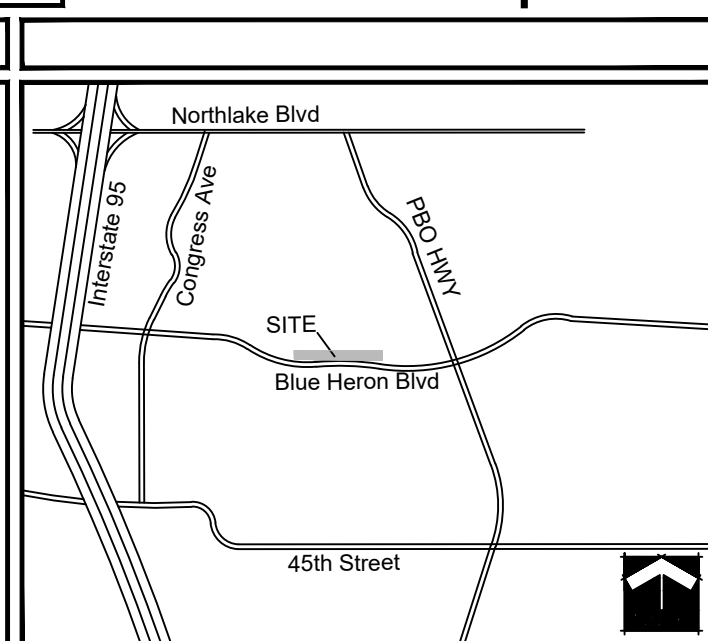 Northlake Blvd
Interstate 95
Congress Ave
PBO HWY
SITE
Blue Heron Blvd
45th Street